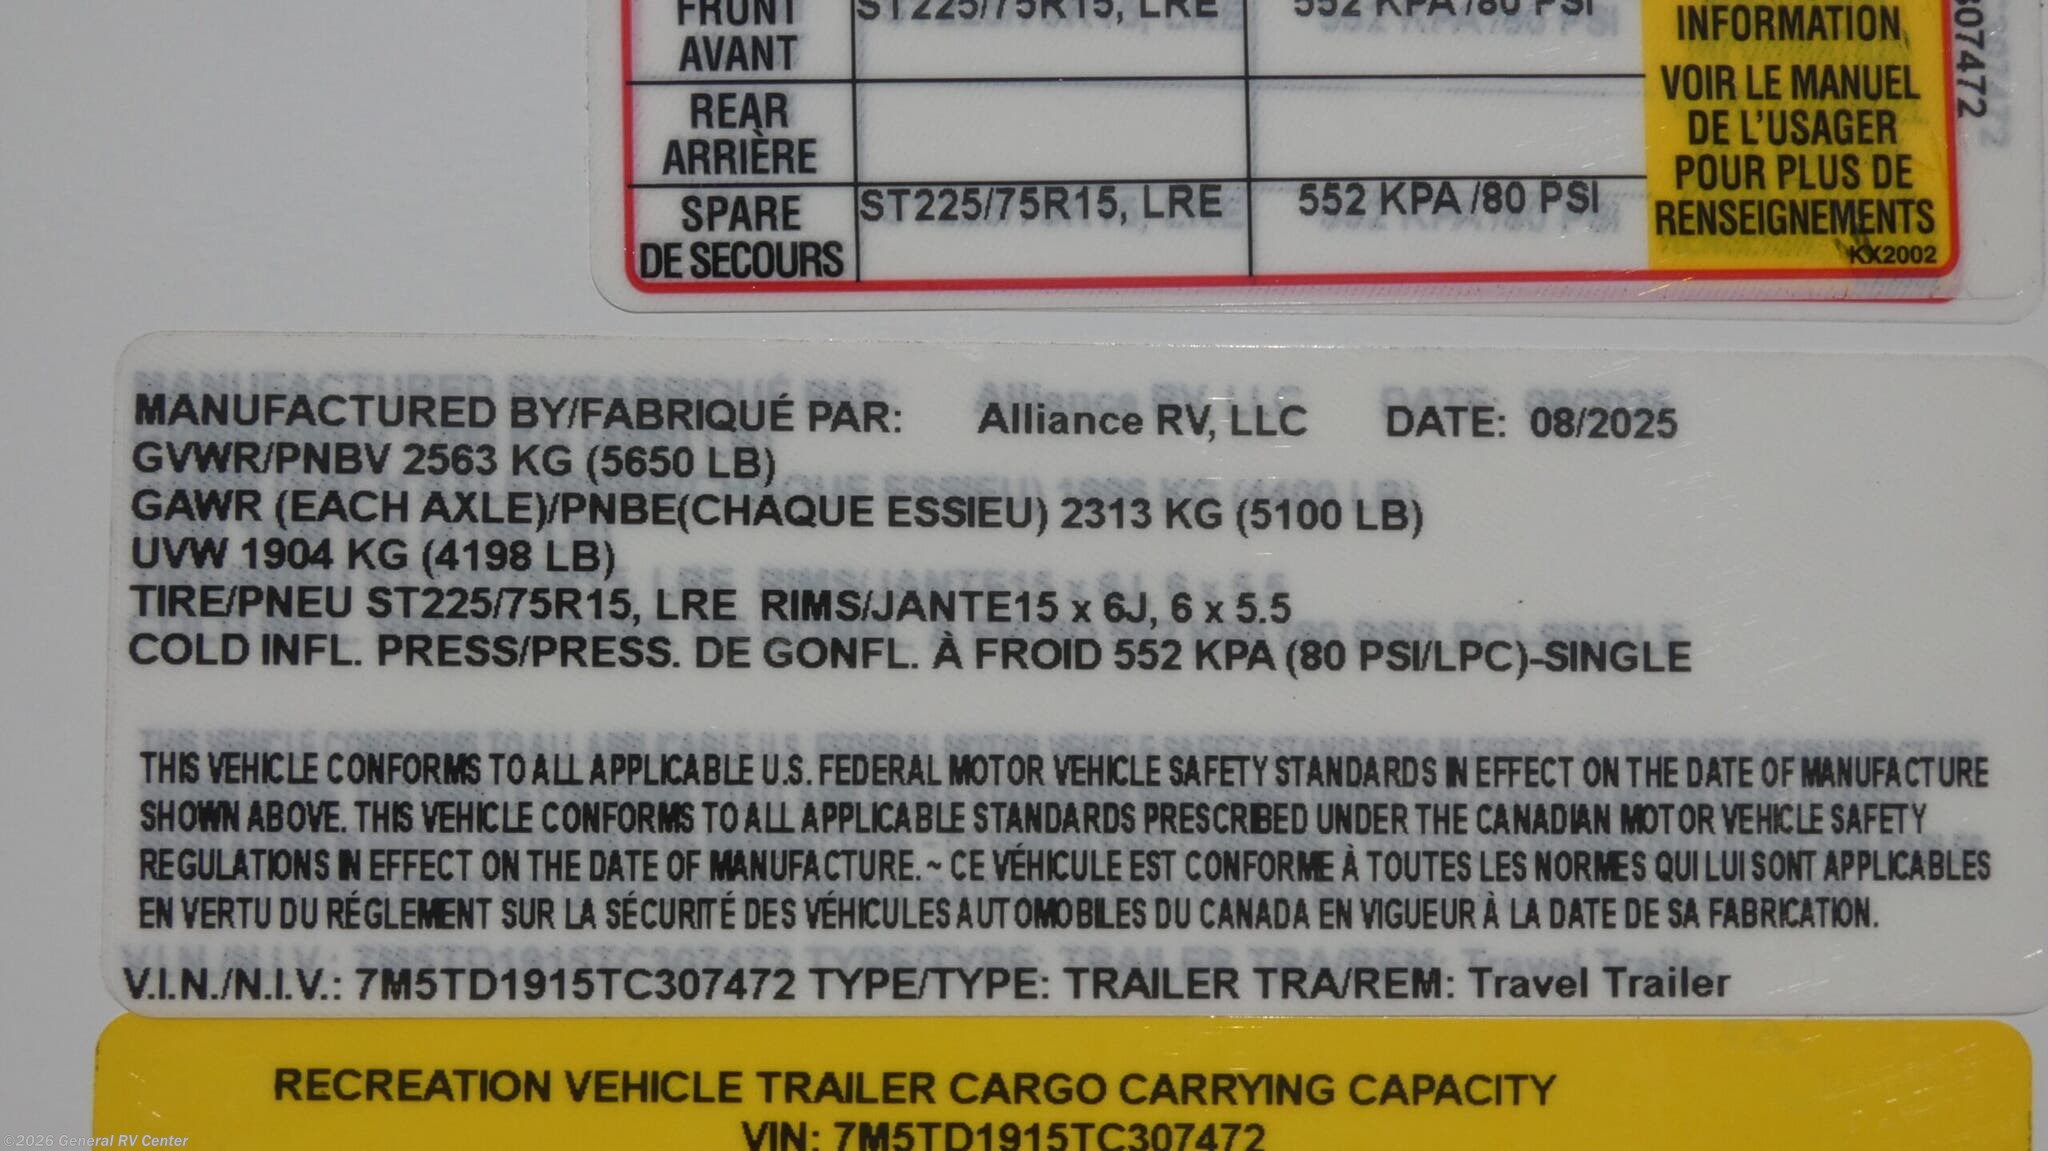 FRONT
AVANT
ST225/75R15, LRE
552 KPA /80 PSI
REAR
ARRIÈRE
SPARE
DE SECOURS
ST225/75R15, LRE
552 KPA /80 PSI
INFORMATION
VOIR LE MANUEL
DE L'USAGER
POUR PLUS DE
RENSEIGNEMENTS
KX2002
307472
MANUFACTURED BY/FABRIQUÉ PAR: Alliance RV, LLC DATE: 08/2025
GVWR/PNBV 2563 KG (5650 LB)
GAWR (EACH AXLE)/PNBE(CHAQUE ESSIEU) 2313 KG (5100 LB)
UVW 1904 KG (4198 LB)
TIRE/PNEU ST225/75R15, LRE RIMS/JANTE15 x 6J, 6 x 5.5
COLD INFL. PRESS/PRESS. DE GONFL. À FROID 552 KPA (80 PSI/LPC)-SINGLE
THIS VEHICLE CONFORMS TO ALL APPLICABLE U.S. FEDERAL MOTOR VEHICLE SAFETY STANDARDS IN EFFECT ON THE DATE OF MANUFACTURE
SHOWN ABOVE. THIS VEHICLE CONFORMS TO ALL APPLICABLE STANDARDS PRESCRIBED UNDER THE CANADIAN MOTOR VEHICLE SAFETY
REGULATIONS IN EFFECT ON THE DATE OF MANUFACTURE. ~ CE VÉHICULE EST CONFORME À TOUTES LES NORMES QUI LUI SONT APPLICABLES
EN VERTU DU RÉGLEMENT SUR LA SÉCURITÉ DES VÉHICULES AUTOMOBILES DU CANADA EN VIGUEUR À LA DATE DE SA FABRICATION.
V.I.N./N.I.V.: 7M5TD1915TC307472 TYPE/TYPE: TRAILER TRA/REM: Travel Trailer
RECREATION VEHICLE TRAILER CARGO CARRYING CAPACITY
VIN: 7M5TD1915TC307472
©2026 General RV Center